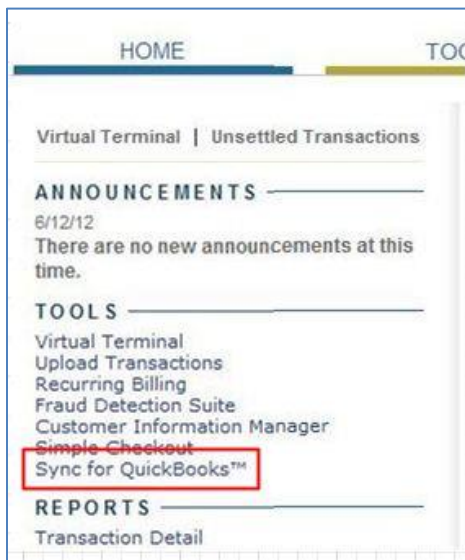 HOME
TOO
Virtual Terminal | Unsettled Transactions
ANNOUNCEMENTS
6/12/12
There are no new announcements at this
time.
TOOLS
Virtual Terminal
Upload Transactions
Recurring Billing
Fraud Detection Suite
Customer Information Manager
Simple Checkout
Sync for QuickBooks™
REPORTS
Transaction Detail